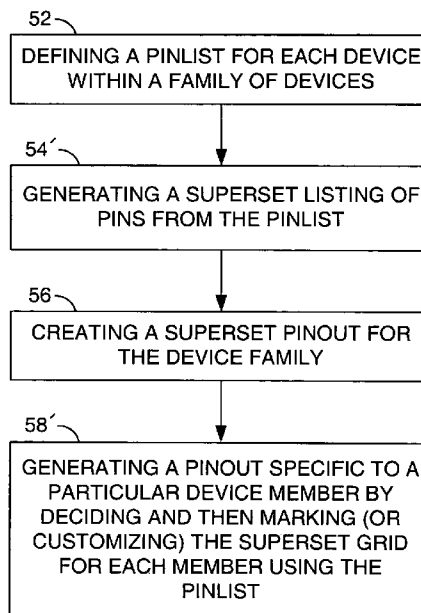 52
DEFINING A PINLIST FOR EACH DEVICE
WITHIN A FAMILY OF DEVICES
54´
GENERATING A SUPERSET LISTING OF
PINS FROM THE PINLIST
56
CREATING A SUPERSET PINOUT FOR
THE DEVICE FAMILY
58´
GENERATING A PINOUT SPECIFIC TO A
PARTICULAR DEVICE MEMBER BY
DECIDING AND THEN MARKING (OR
CUSTOMIZING) THE SUPERSET GRID
FOR EACH MEMBER USING THE
PINLIST